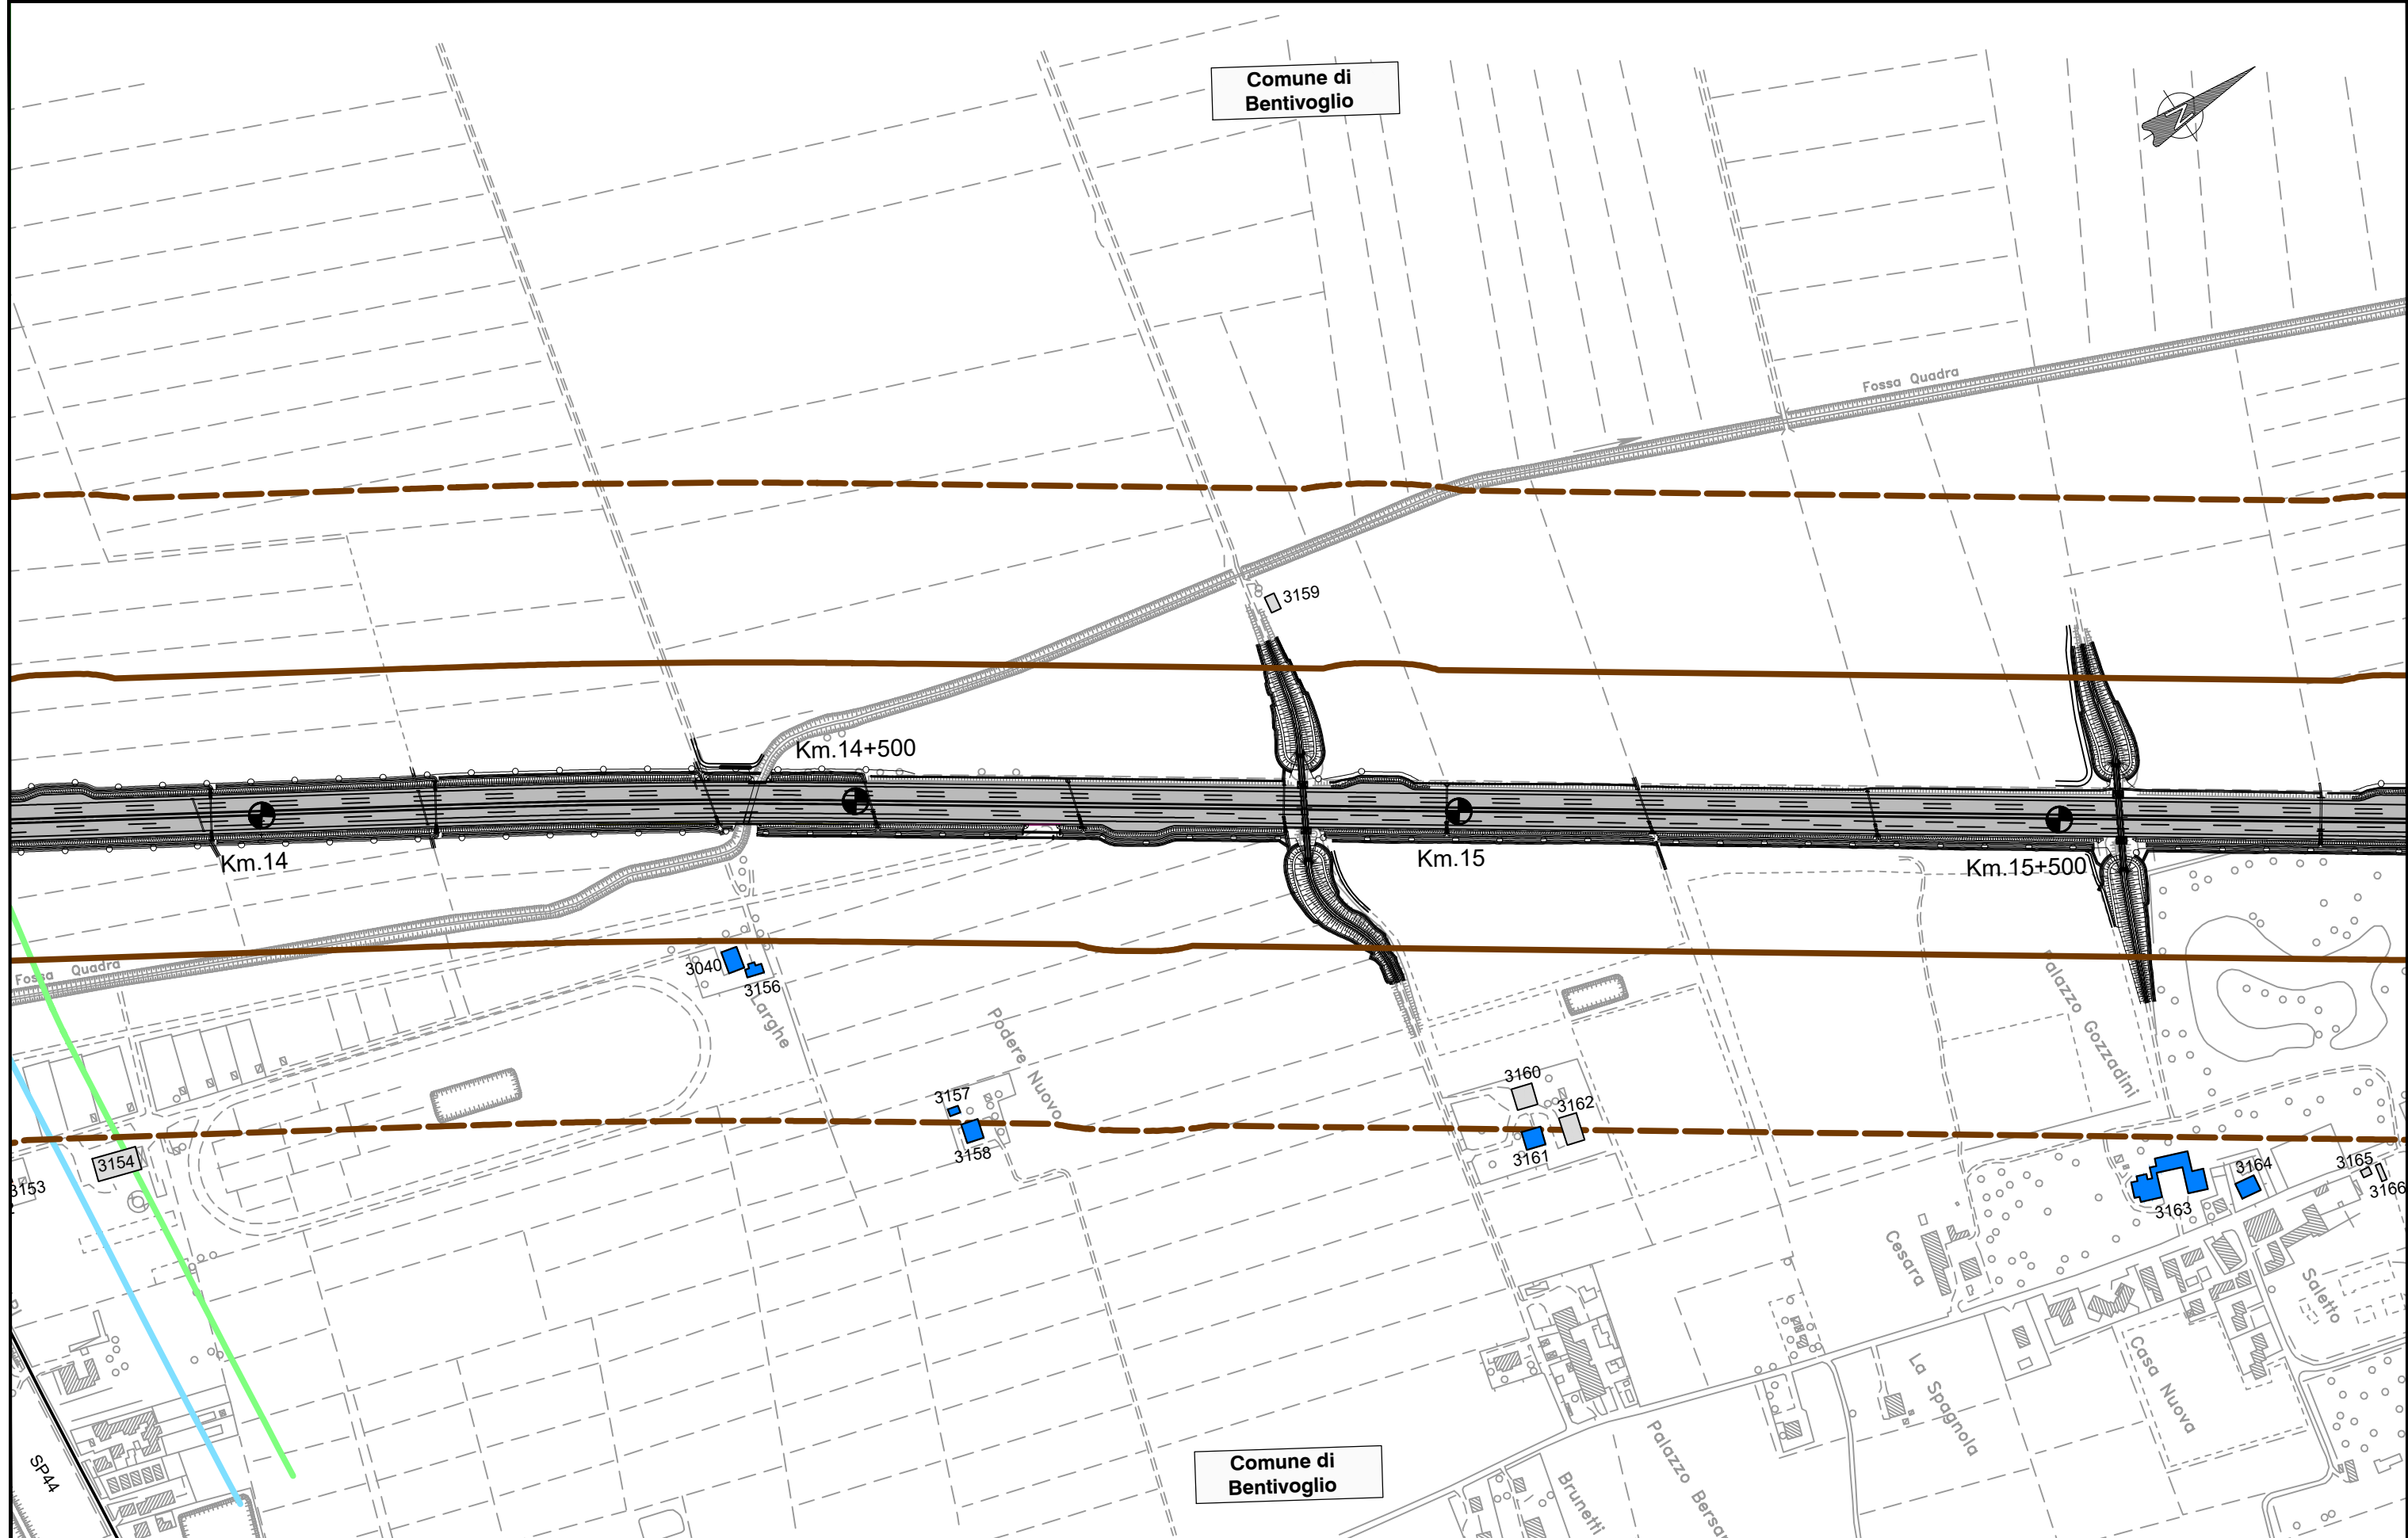 Comune di
Bentivoglio
N
Fossa Quadra
3159
Km.14+500
Km.14
Km.15
Km.15+500
Fossa Quadra
3040
3156
Larghe
Podere Nuovo
Palazzo Gozzadini
3157
3158
3160
3162
3161
3154
3153
3163
3164
3165
3166
Cesara
Saletto
La Spagnola
Casa Nuova
Comune di
Bentivoglio
SP44
Brunetti
Palazzo Bersa